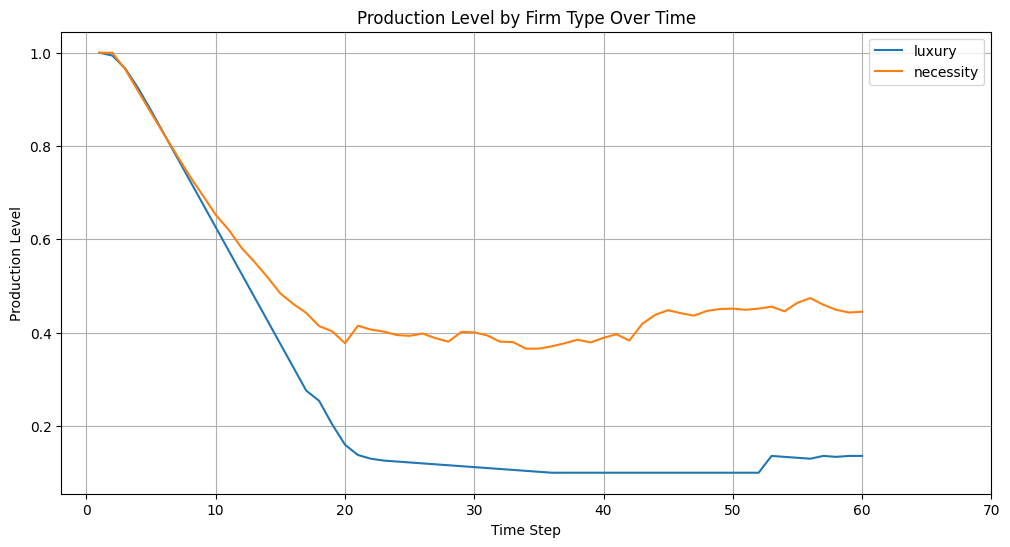 Production Level by Firm Type Over Time
luxury
necessity
Production Level
1.0
0.8
0.6
0.4
0.2
0 10 20 30 40 50 60 70
Time Step